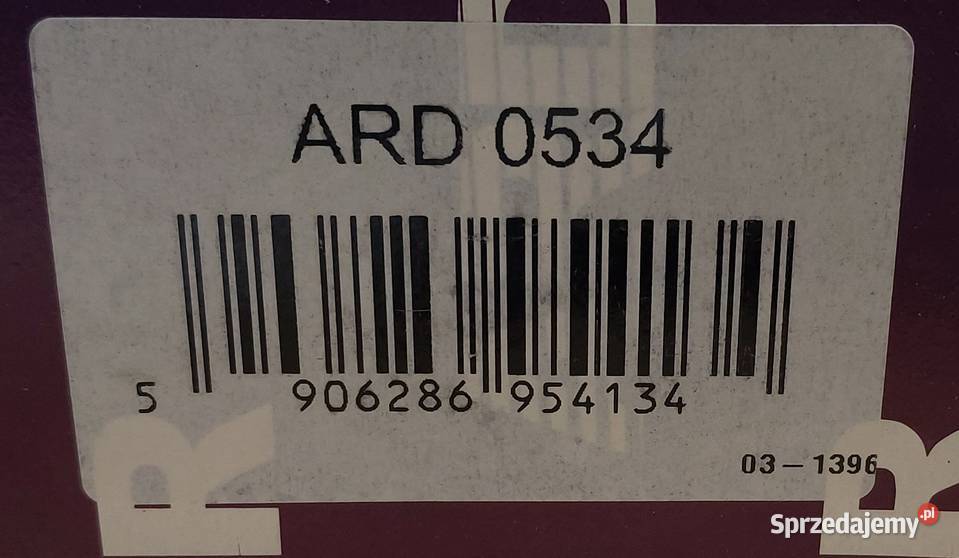 ARD 0534
5 906286 954134
03-1396
R R
Sprzedajemy.pl